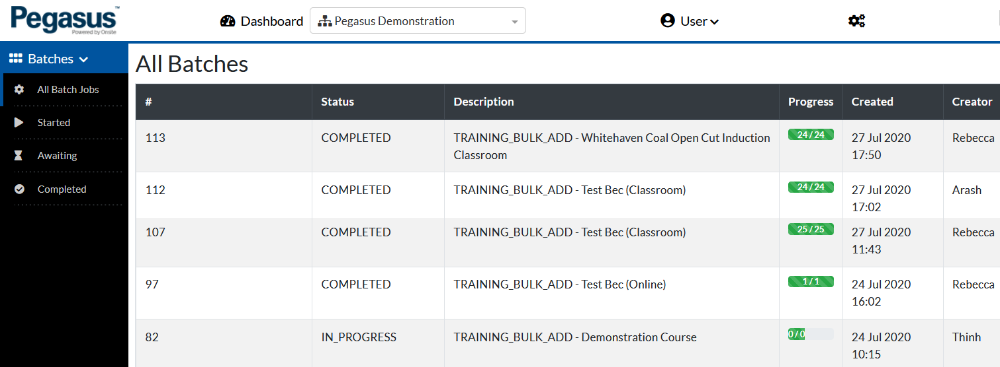 Pegasus™
Powered by Onsite
Dashboard
Pegasus Demonstration
User
Batches
All Batch Jobs
Started
Awaiting
Completed
All Batches
# Status Description Progress Created Creator
113 COMPLETED TRAINING_BULK_ADD - Whitehaven Coal Open Cut Induction 24 / 24 27 Jul 2020 Rebecca
Classroom 17:50
112 COMPLETED TRAINING_BULK_ADD - Test Bec (Classroom) 24 / 24 27 Jul 2020 Arash
17:02
107 COMPLETED TRAINING_BULK_ADD - Test Bec (Classroom) 25 / 25 27 Jul 2020 Rebecca
11:43
97 COMPLETED TRAINING_BULK_ADD - Test Bec (Online) 1 / 1 24 Jul 2020 Rebecca
16:02
82 IN_PROGRESS TRAINING_BULK_ADD - Demonstration Course 0 / 0 24 Jul 2020 Thinh
10:15